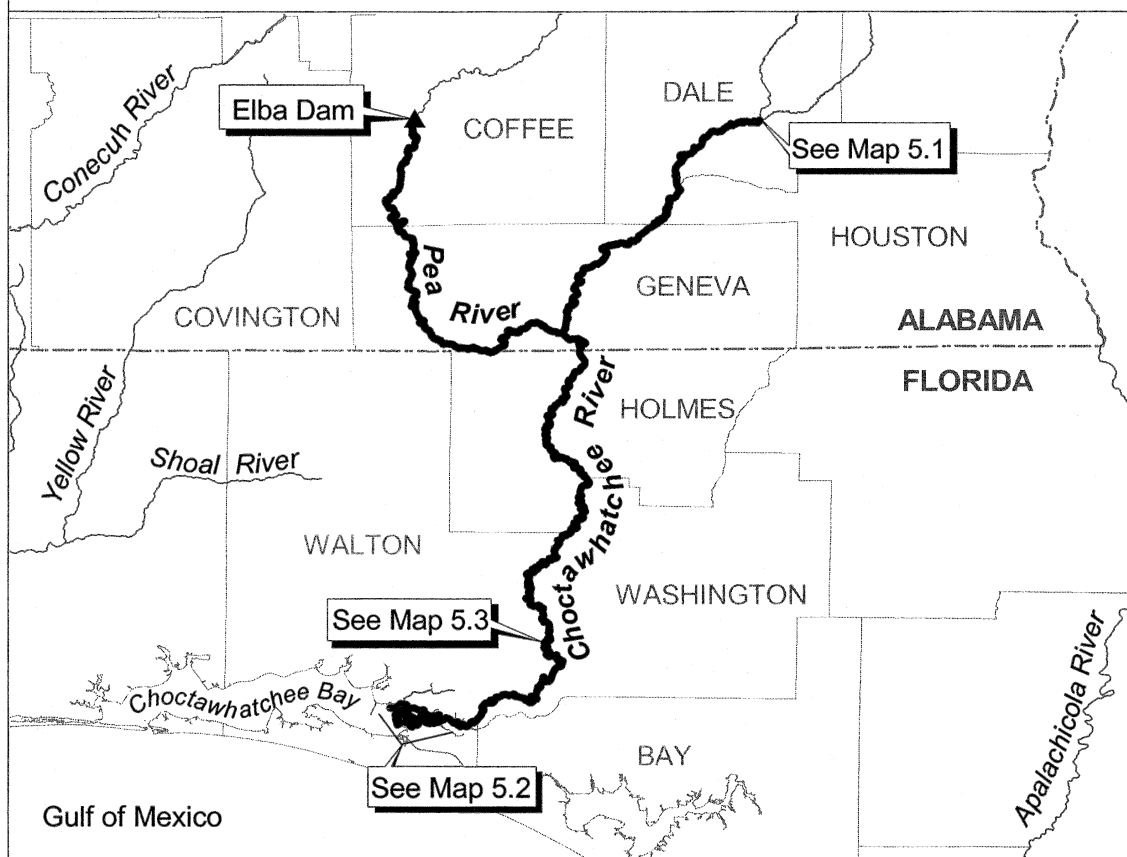 Conecuh River
Elba Dam
COFFEE
DALE
See Map 5.1
HOUSTON
Pea
River
GENEVA
COVINGTON
ALABAMA
FLORIDA
Yellow River
Shoal River
HOLMES
Choctawhatchee River
WALTON
WASHINGTON
See Map 5.3
Choctawhatchee Bay
Apalachicola River
BAY
See Map 5.2
Gulf of Mexico